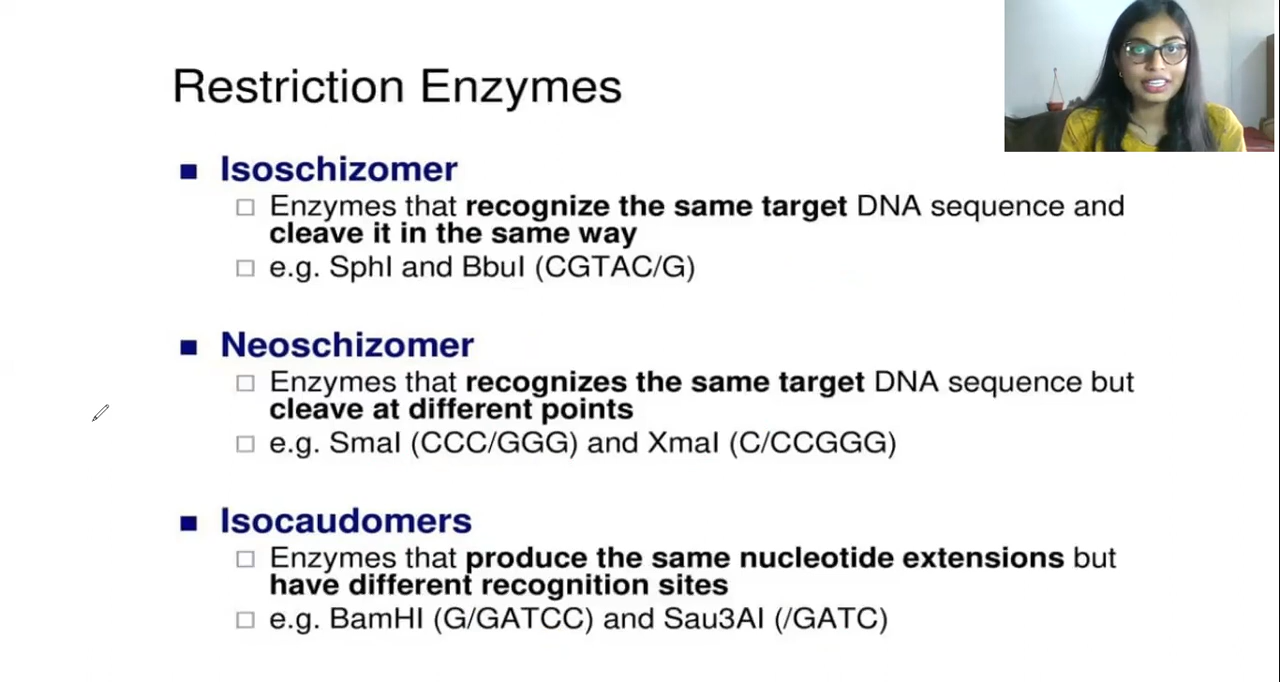 Restriction Enzymes
Isoschizomer
Enzymes that recognize the same target DNA sequence and
cleave it in the same way
e.g. SphI and BbuI (CGTAC/G)
Neoschizomer
Enzymes that recognizes the same target DNA sequence but
cleave at different points
e.g. SmaI (CCC/GGG) and XmaI (C/CCGGG)
Isocaudomers
Enzymes that produce the same nucleotide extensions but
have different recognition sites
e.g. BamHI (G/GATCC) and Sau3AI (/GATC)